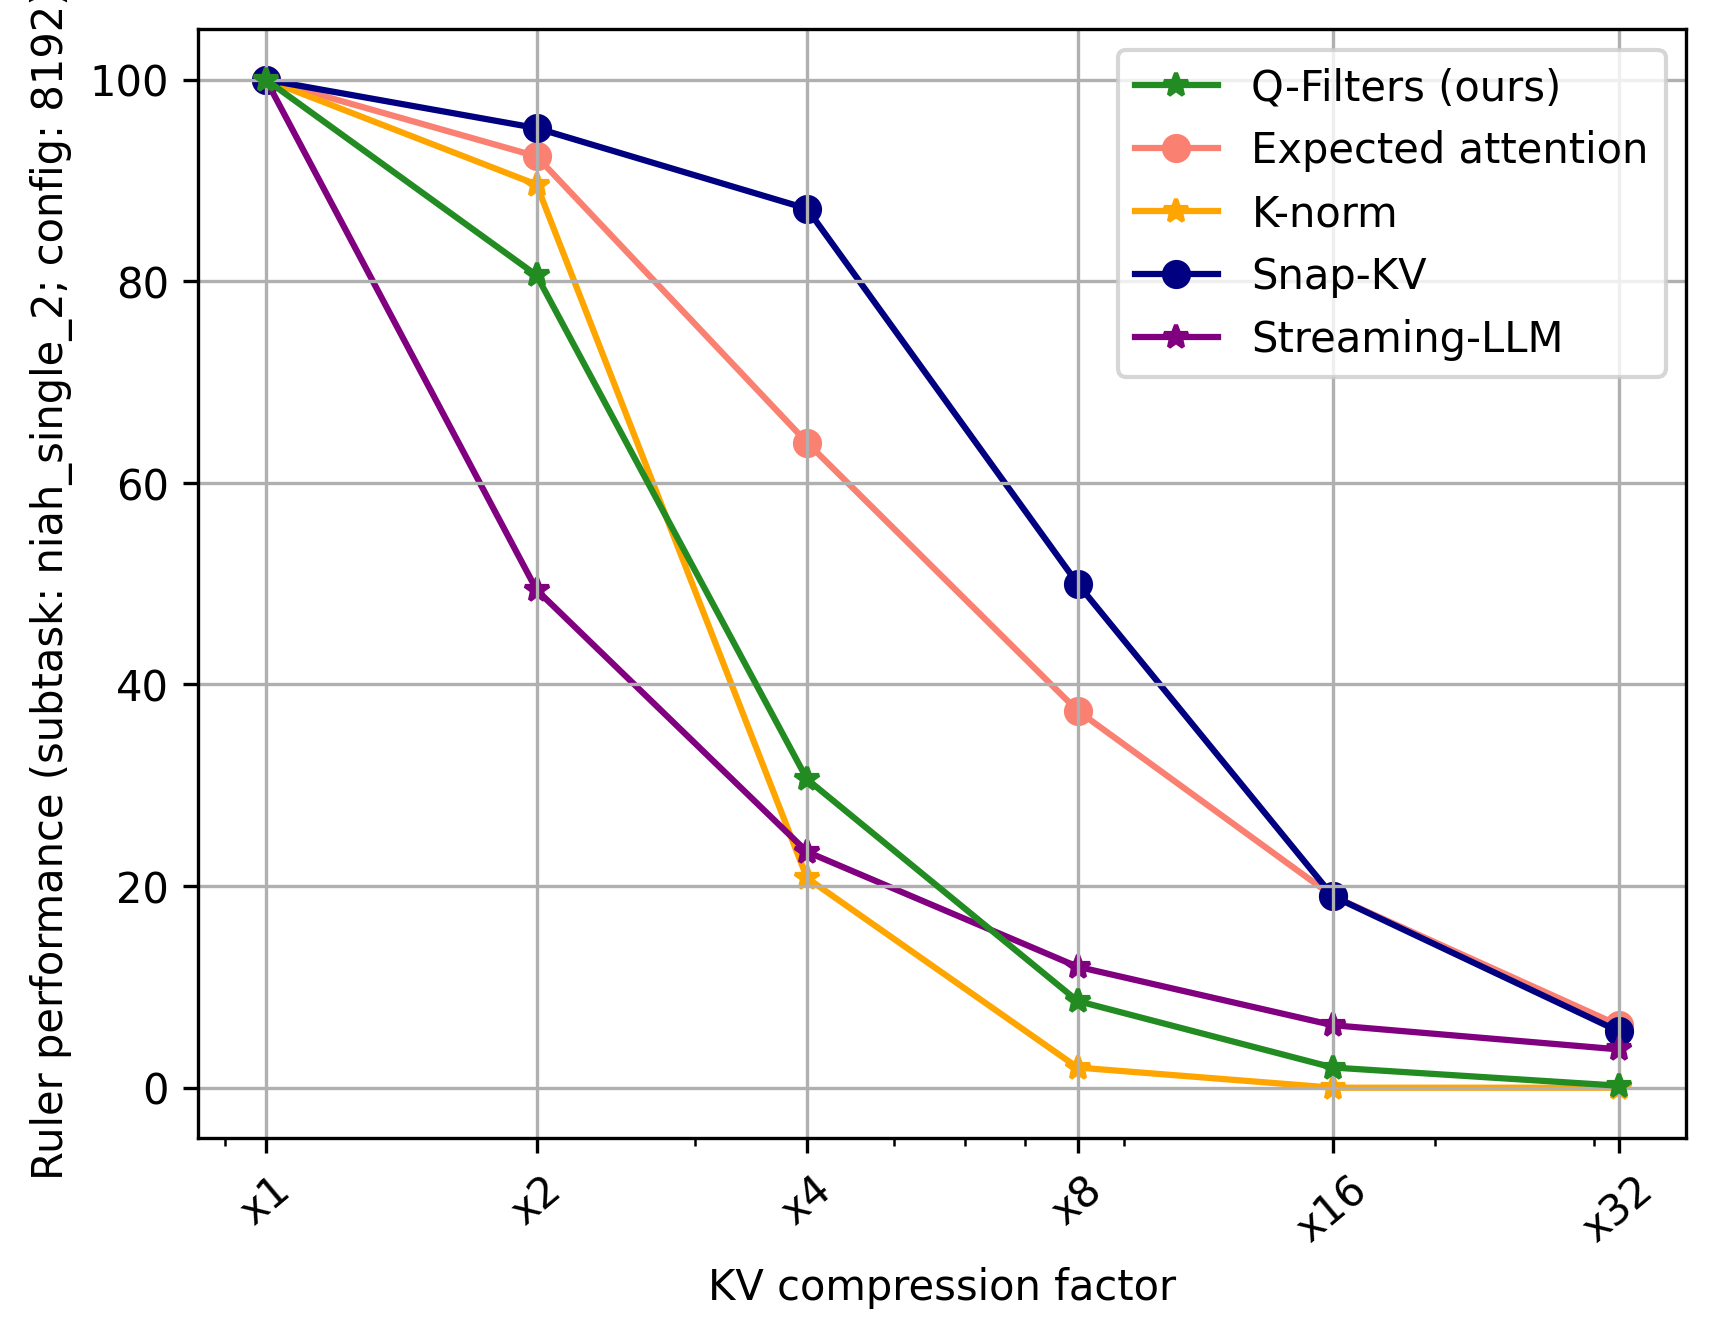 Ruler performance (subtask: niah_single_2; config: 8192)
100
80
60
40
20
0
Q-Filters (ours)
Expected attention
K-norm
Snap-KV
Streaming-LLM
x1
x2
x4
x8
x16
x32
KV compression factor